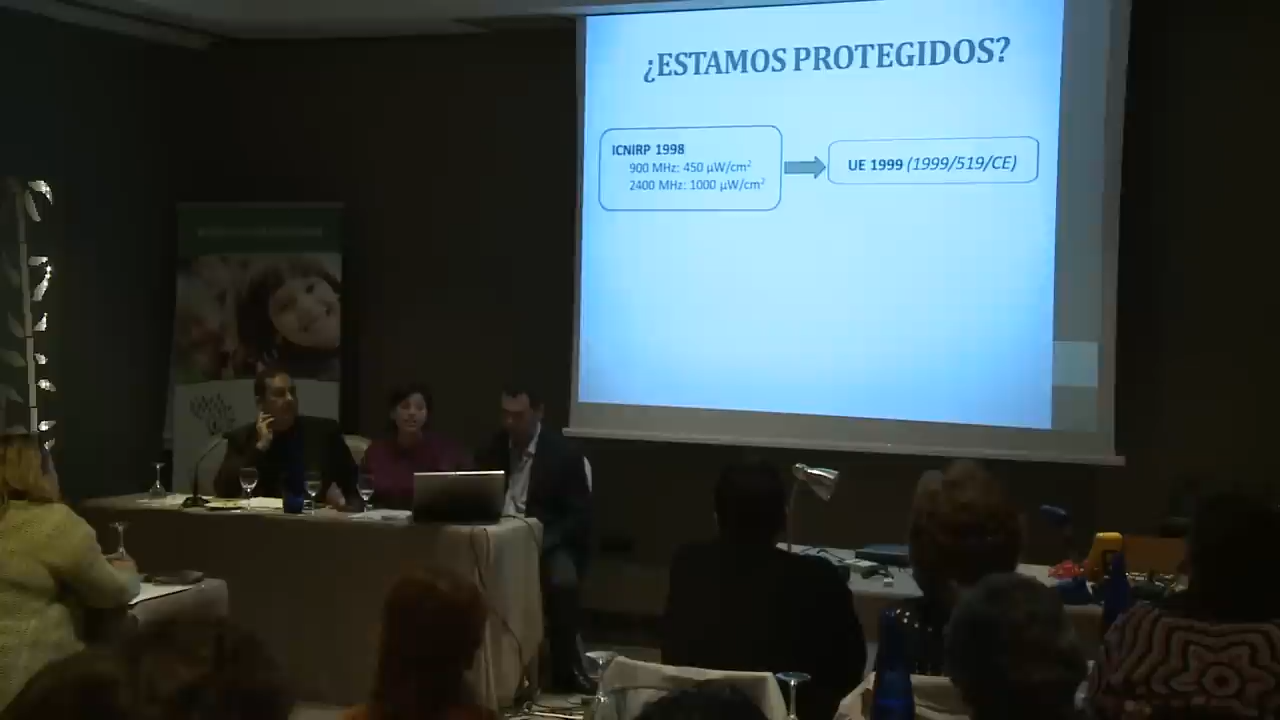 ¿ESTAMOS PROTEGIDOS?
ICNIRP 1998
900 MHz: 450 µW/cm²
2400 MHz: 1000 µW/cm²
UE 1999 (1999/519/CE)